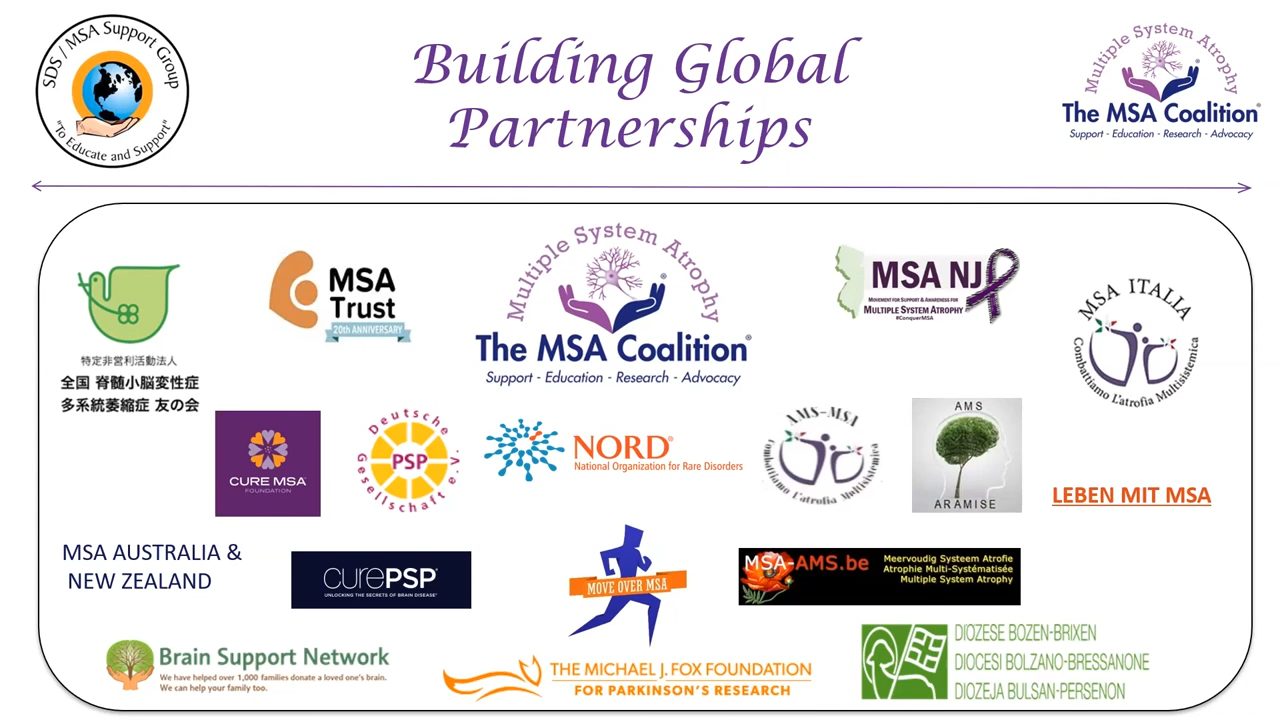 SDS / MSA Support Group
"To Educate and Support"
Building Global
Partnerships
Multiple System Atrophy
The MSA Coalition®
Support - Education - Research - Advocacy
特定非営利活動法人
全国 脊髄小脳変性症
多系統萎縮症 友の会
MSA
Trust
20th ANNIVERSARY
Multiple System Atrophy
®
The MSA Coalition®
Support - Education - Research - Advocacy
MSA NJ
MOVEMENT FOR SUPPORT & AWARENESS FOR
MULTIPLE SYSTEM ATROPHY
#ConquerMSA
MSA ITALIA
Combattiamo L'atrofia Multisistemica
CURE MSA
FOUNDATION
Deutsche
PSP
Gesellschaft e.V.
NORD®
National Organization for Rare Disorders
AMS-MSA
Combattiamo L'atrofia Multisistemica
AMS
ARAMISE
LEBEN MIT MSA
MSA AUSTRALIA &
NEW ZEALAND
curePSP®
UNLOCKING THE SECRETS OF BRAIN DISEASE®
MOVE OVER MSA
MSA-AMS.be
Meervoudig Systeem Atrofie
Atrophie Multi-Systématisée
Multiple System Atrophy
Brain Support Network
We have helped over 1,000 families donate a loved one's brain.
We can help your family too.
THE MICHAEL J. FOX FOUNDATION
FOR PARKINSON'S RESEARCH
DIOZESE BOZEN-BRIXEN
DIOCESI BOLZANO-BRESSANONE
DIOZEJA BULSAN-PERSENON